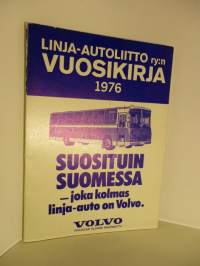 LINJA-AUTOLIITTO ry:n
VUOSIKIRJA
1976
SUOSITUIN
SUOMESSA
— joka kolmas
linja-auto on Volvo.
VOLVO